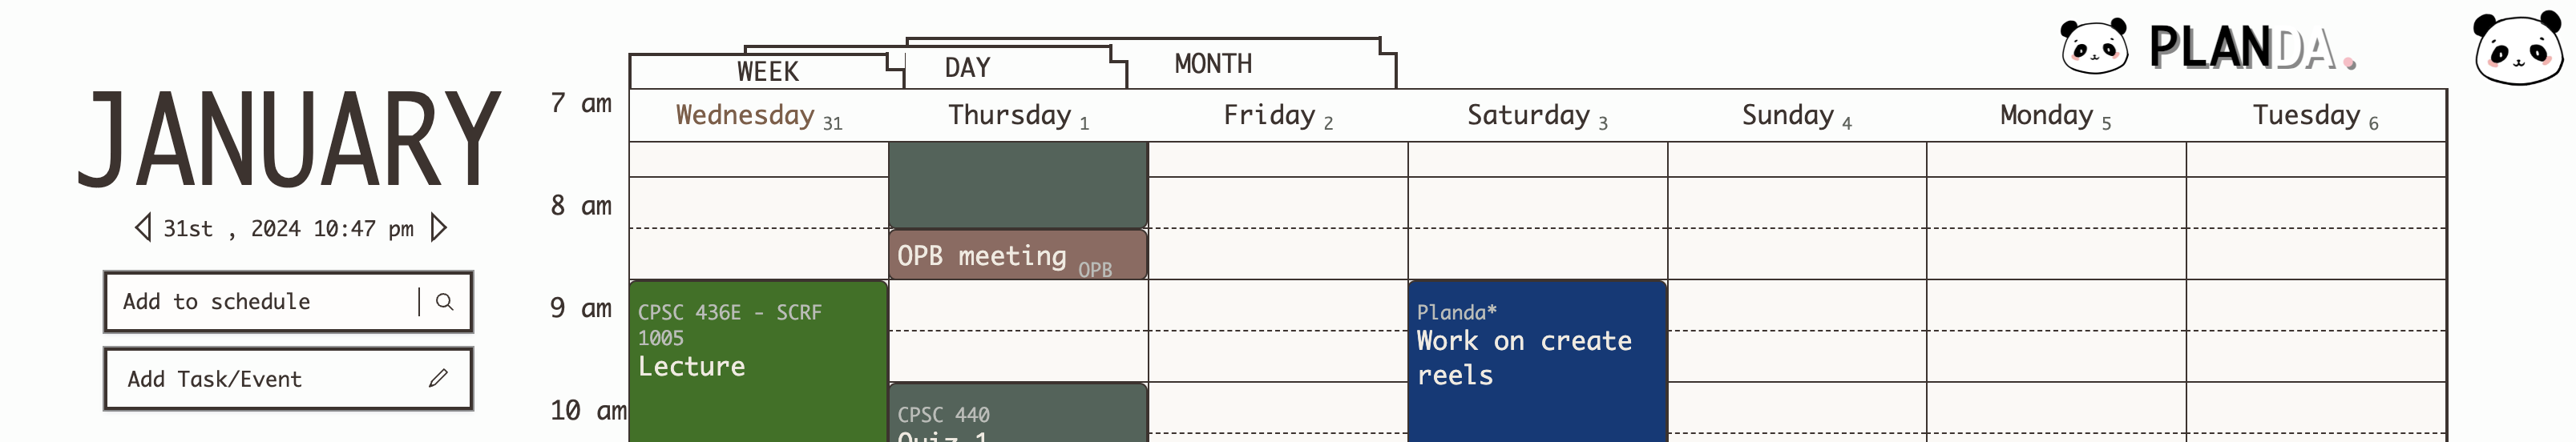 JANUARY
31st , 2024 10:47 pm
Add to schedule
Add Task/Event
WEEK
DAY
MONTH
PLANDA.
7 am
8 am
9 am
10 am
Wednesday 31
Thursday 1
Friday 2
Saturday 3
Sunday 4
Monday 5
Tuesday 6
CPSC 436E - SCRF
1005
Lecture
OPB meeting OPB
CPSC 440
Quiz 1
Planda*
Work on create
reels